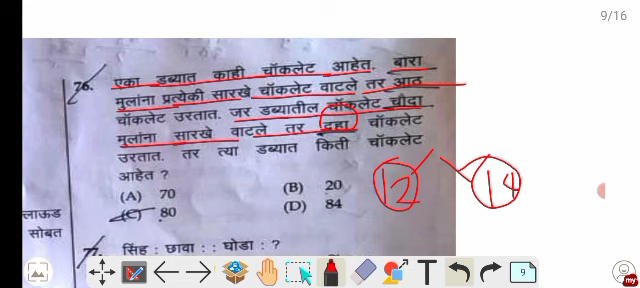 9/16
76. एका डब्यात काही चॉकलेट आहेत. बारा
मुलांना प्रत्येकी सारखे चॉकलेट वाटले तर आठ
चॉकलेट उरतात. जर डब्यातील चॉकलेट चौदा
मुलांना सारखे वाटले तर दहा चॉकलेट
उरतात. तर त्या डब्यात किती चॉकलेट
आहेत ?
12 14
(A) 70 (B) 20
(C) 80 (D) 84
लाऊड
सोबत
77. सिंह : छावा : : घोडा : ?
T 9 my